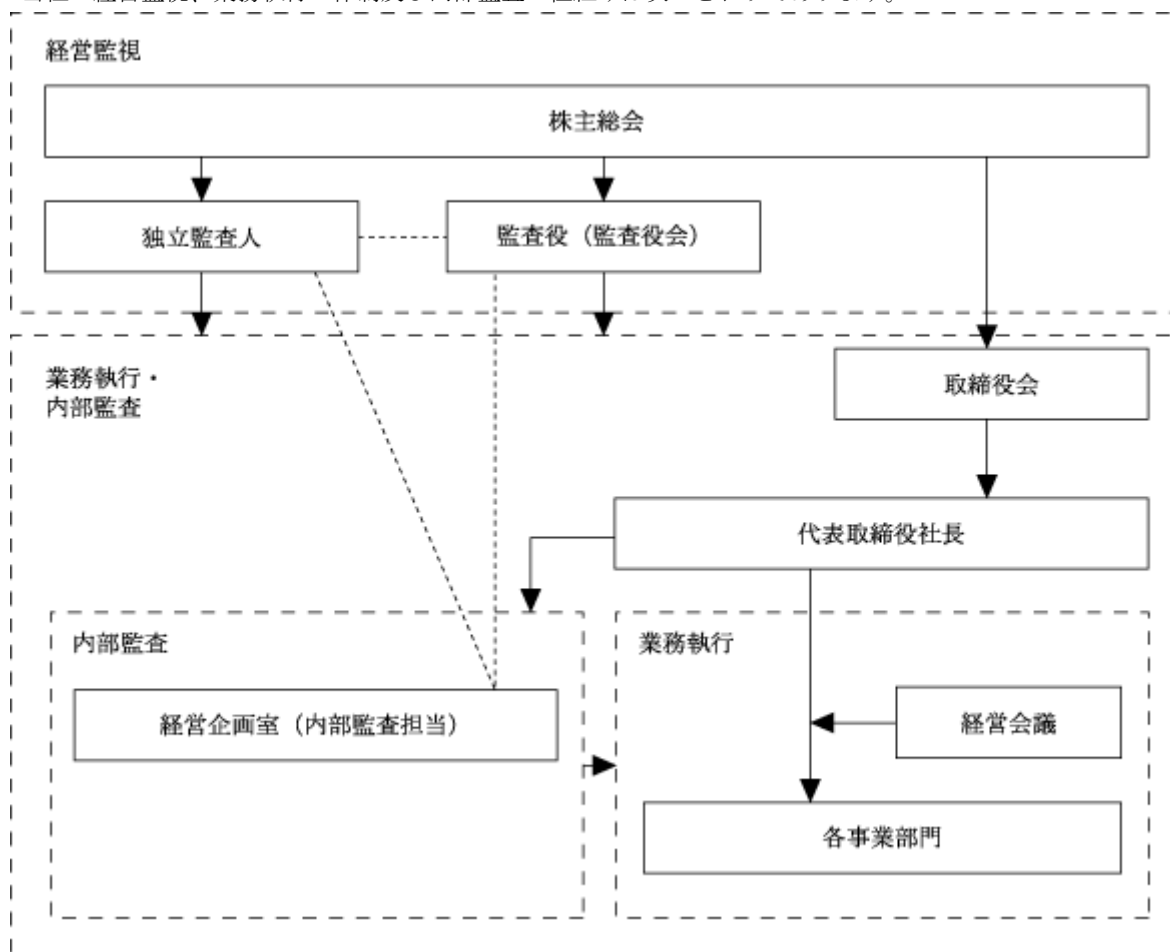 経営監視
株主総会
独立監査人
監査役（監査役会）
業務執行・
内部監査
取締役会
代表取締役社長
内部監査
業務執行
経営企画室（内部監査担当）
経営会議
各事業部門